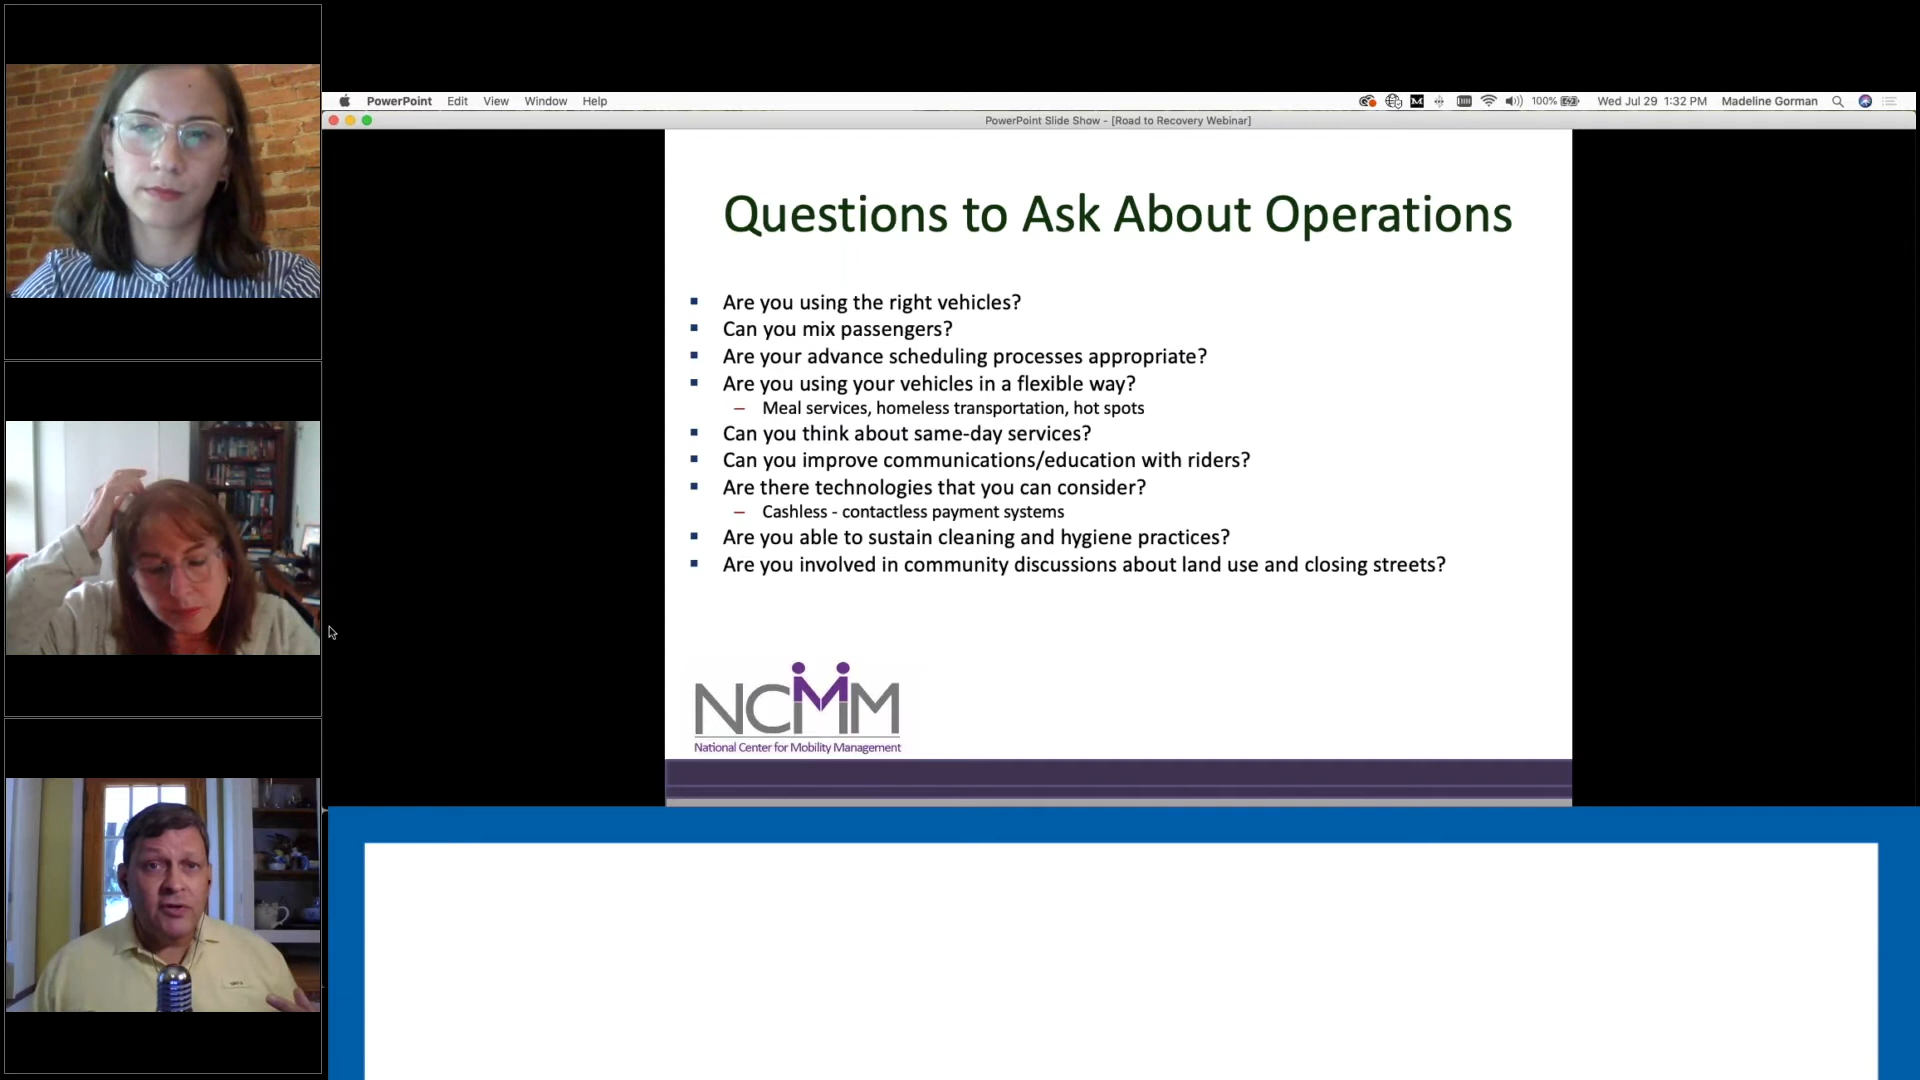 PowerPoint Edit View Window Help 100% Wed Jul 29 1:32 PM Madeline Gorman
PowerPoint Slide Show - [Road to Recovery Webinar]
Questions to Ask About Operations
Are you using the right vehicles?
Can you mix passengers?
Are your advance scheduling processes appropriate?
Are you using your vehicles in a flexible way?
– Meal services, homeless transportation, hot spots
Can you think about same-day services?
Can you improve communications/education with riders?
Are there technologies that you can consider?
– Cashless - contactless payment systems
Are you able to sustain cleaning and hygiene practices?
Are you involved in community discussions about land use and closing streets?
NCMM
National Center for Mobility Management